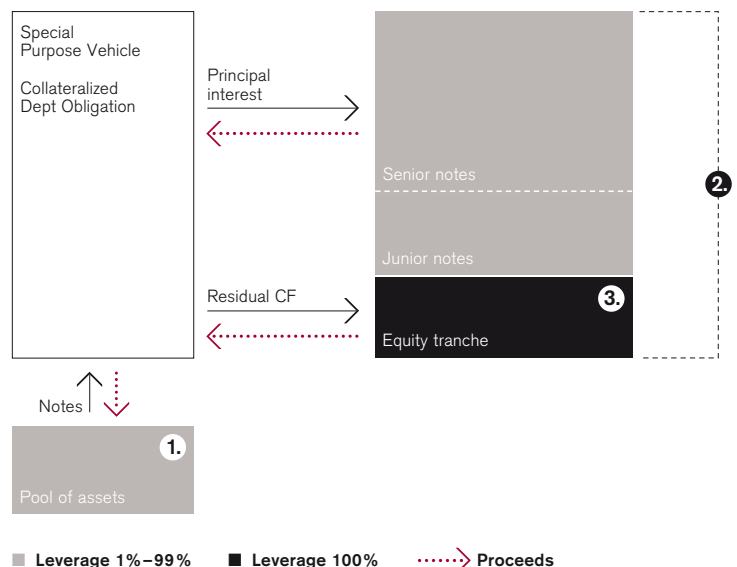 Special
Purpose Vehicle
Collateralized
Dept Obligation
Principal
interest
Senior notes
2.
Junior notes
Residual CF
3.
Equity tranche
Notes
1.
Pool of assets
Leverage 1%–99% Leverage 100% Proceeds